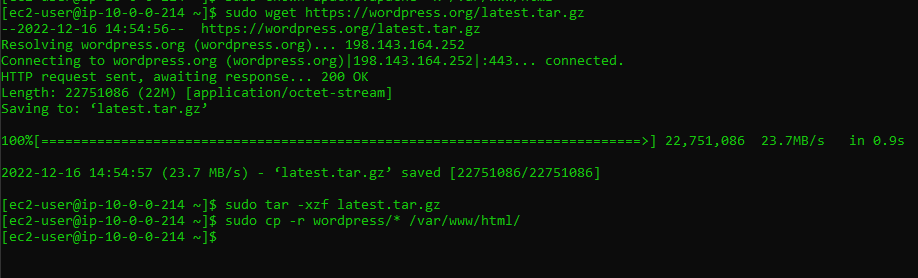 [ec2-user@ip-10-0-0-214 ~]$ sudo wget https://wordpress.org/latest.tar.gz
--2022-12-16 14:54:56--  https://wordpress.org/latest.tar.gz
Resolving wordpress.org (wordpress.org)... 198.143.164.252
Connecting to wordpress.org (wordpress.org)|198.143.164.252|:443... connected.
HTTP request sent, awaiting response... 200 OK
Length: 22751086 (22M) [application/octet-stream]
Saving to: ‘latest.tar.gz’
100%[============================================================================>] 22,751,086  23.7MB/s   in 0.9s
2022-12-16 14:54:57 (23.7 MB/s) - ‘latest.tar.gz’ saved [22751086/22751086]
[ec2-user@ip-10-0-0-214 ~]$ sudo tar -xzf latest.tar.gz
[ec2-user@ip-10-0-0-214 ~]$ sudo cp -r wordpress/* /var/www/html/
[ec2-user@ip-10-0-0-214 ~]$